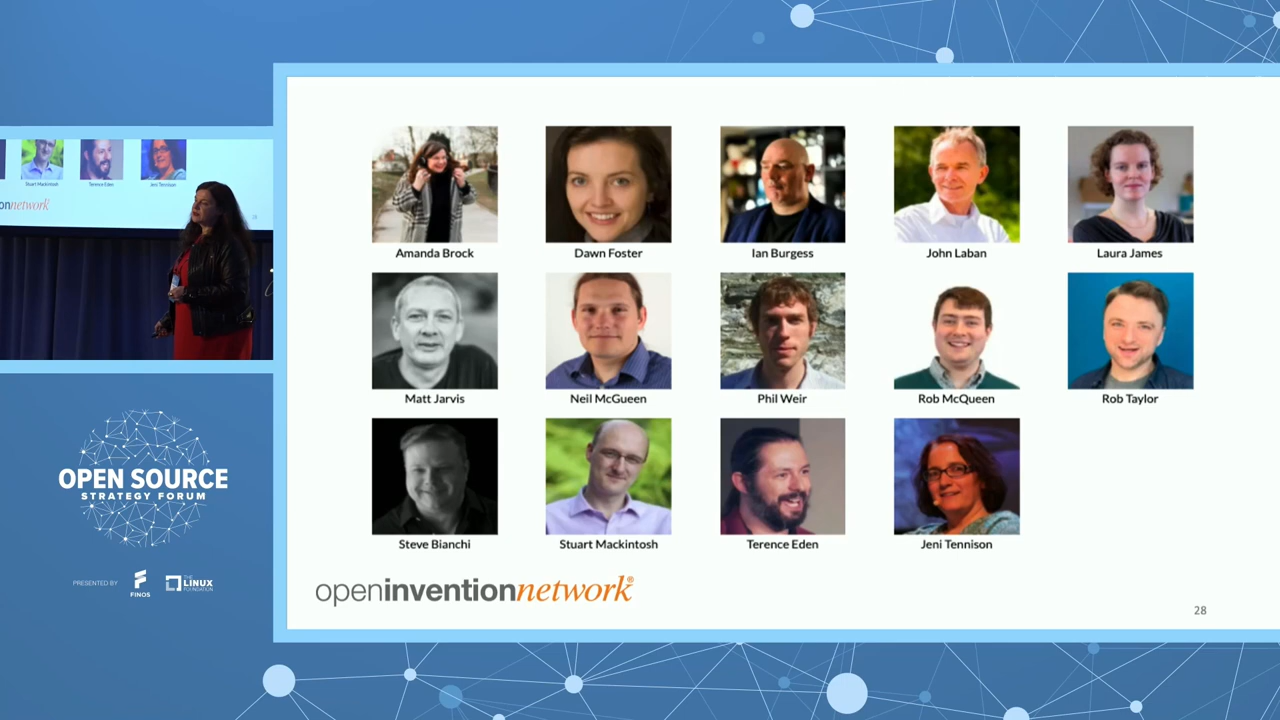 Stuart Mackintosh
Terence Eden
Jeni Tennison
onnetwork
28
OPEN SOURCE
STRATEGY FORUM
PRESENTED BY
FINOS
THE
LINUX
FOUNDATION
Amanda Brock
Dawn Foster
Ian Burgess
John Laban
Laura James
Matt Jarvis
Neil McGueen
Phil Weir
Rob McQueen
Rob Taylor
Steve Bianchi
Stuart Mackintosh
Terence Eden
Jeni Tennison
openinventionnetwork®
28